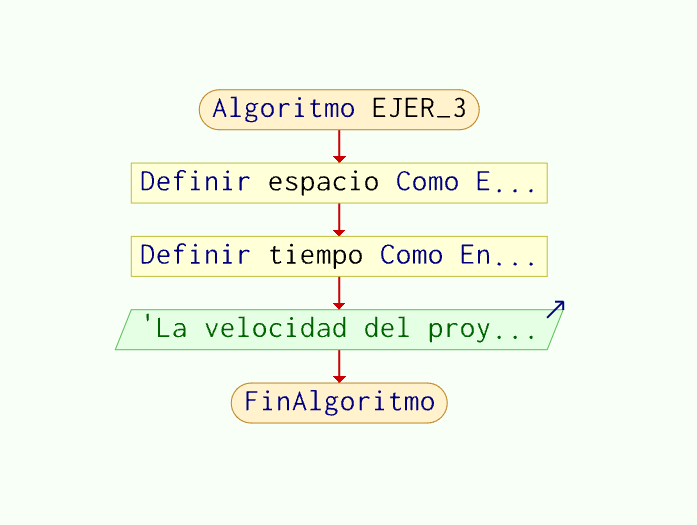 Algoritmo EJER_3
Definir espacio Como E...
Definir tiempo Como En...
'La velocidad del proy...
FinAlgoritmo